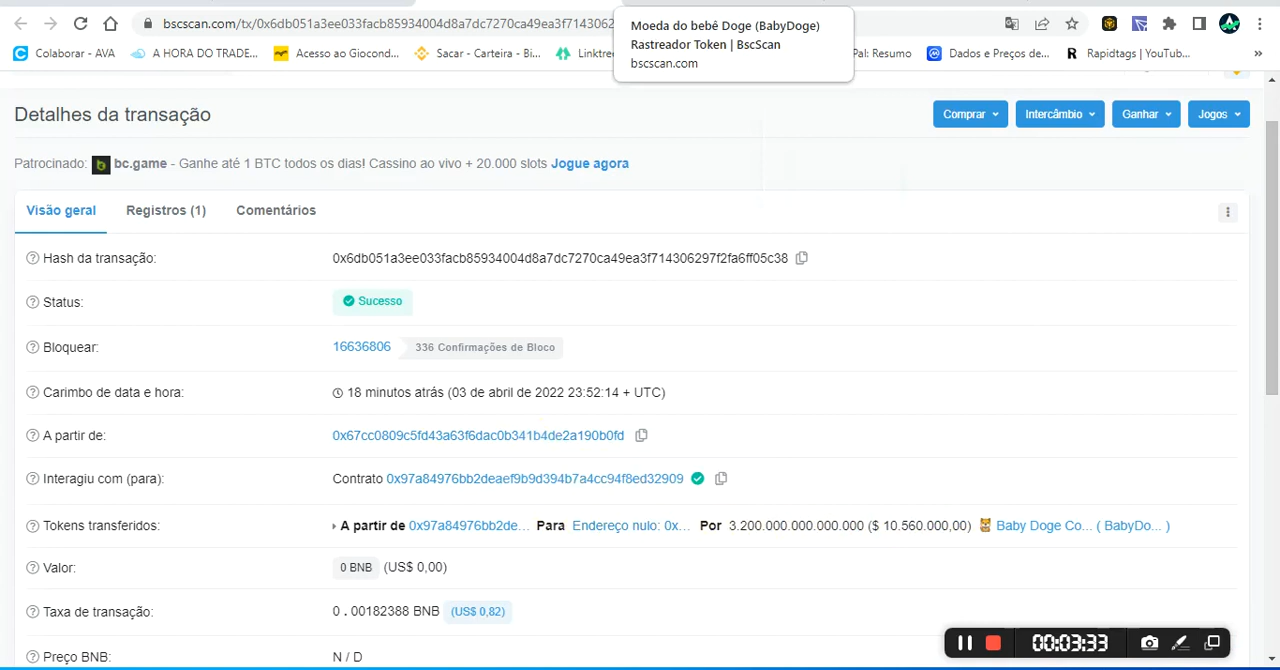 bscscan.com/tx/0x6db051a3ee033facb85934004d8a7dc7270ca49ea3f7143062
Moeda do bebê Doge (BabyDoge)
Rastreador Token | BscScan
bscscan.com
Colaborar - AVA
A HORA DO TRADE...
Acesso ao Giocond...
Sacar - Carteira - Bi...
Linktre
Pal: Resumo
Dados e Preços de...
Rapidtags | YouTub...
»
Detalhes da transação
Comprar
Intercâmbio
Ganhar
Jogos
Patrocinado: bc.game - Ganhe até 1 BTC todos os dias! Cassino ao vivo + 20.000 slots Jogue agora
Visão geral
Registros (1)
Comentários
Hash da transação: 0x6db051a3ee033facb85934004d8a7dc7270ca49ea3f714306297f2fa6ff05c38
Status: Sucesso
Bloquear: 16636806 336 Confirmações de Bloco
Carimbo de data e hora: 18 minutos atrás (03 de abril de 2022 23:52:14 + UTC)
A partir de: 0x67cc0809c5fd43a63f6dac0b341b4de2a190b0fd
Interagiu com (para): Contrato 0x97a84976bb2deaef9b9d394b7a4cc94f8ed32909
Tokens transferidos: A partir de 0x97a84976bb2de... Para Endereço nulo: 0x... Por 3.200.000.000.000.000 ($ 10.560.000,00) Baby Doge Co... ( BabyDo... )
Valor: 0 BNB (US$ 0,00)
Taxa de transação: 0 . 00182388 BNB (US$ 0,82)
Preço BNB: N / D
00:03:33